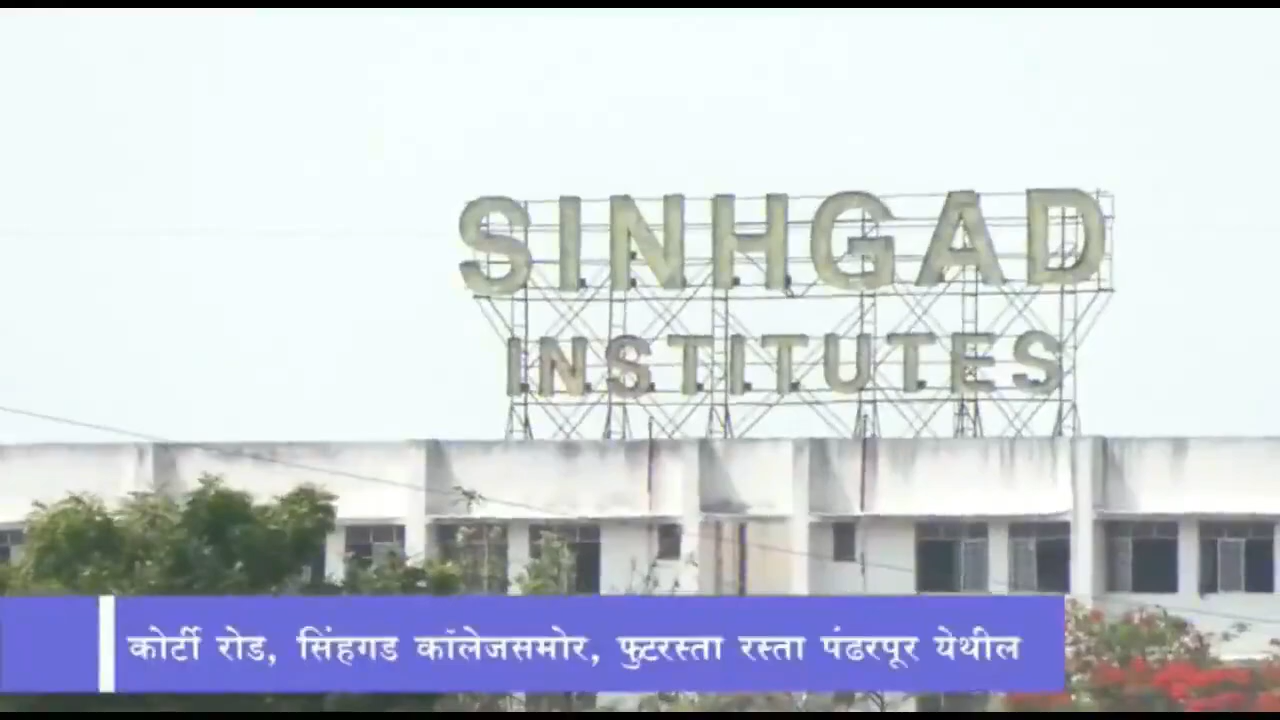 SINHGAD
INSTITUTES
कोर्टी रोड, सिंहगड कॉलेजसमोर, फुटरस्ता रस्ता पंढरपूर येथील